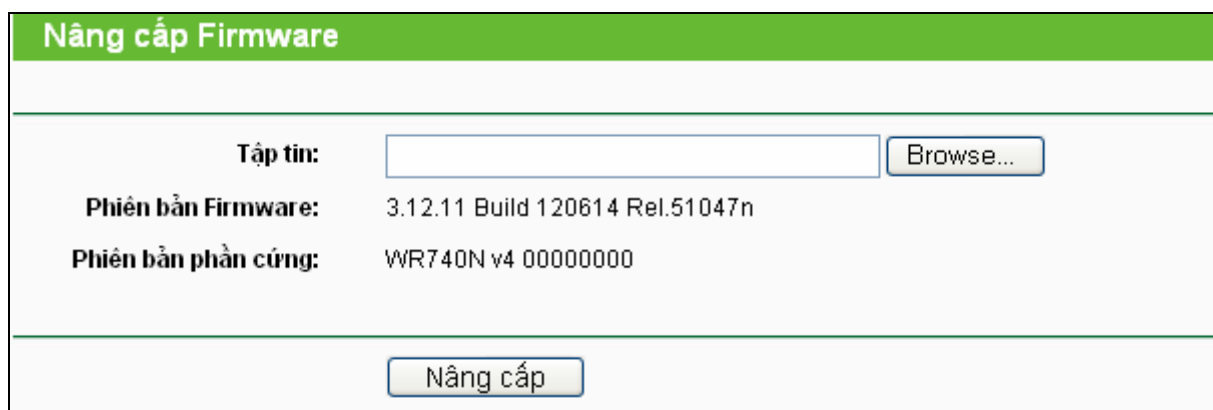 Nâng cấp Firmware
Tập tin: Browse...
Phiên bản Firmware: 3.12.11 Build 120614 Rel.51047n
Phiên bản phần cứng: WR740N v4 00000000
Nâng cấp